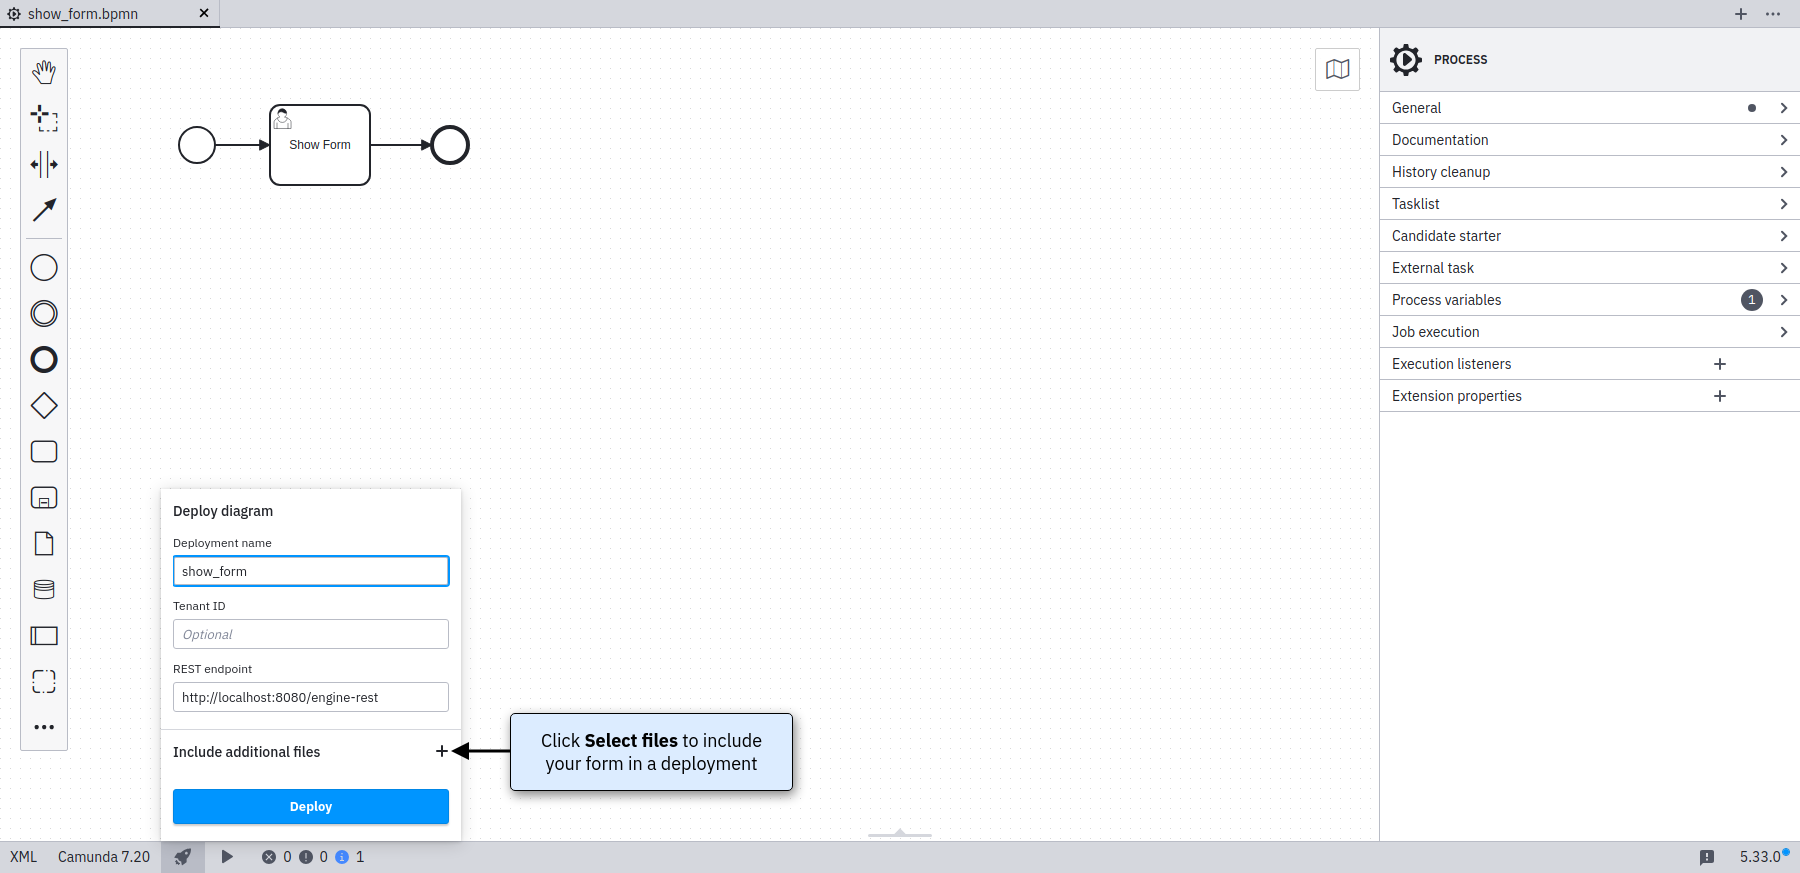 show_form.bpmn
PROCESS
General
Documentation
History cleanup
Tasklist
Candidate starter
External task
Process variables 1
Job execution
Execution listeners
Extension properties
Show Form
Deploy diagram
Deployment name
show_form
Tenant ID
Optional
REST endpoint
http://localhost:8080/engine-rest
Include additional files
Click Select files to include
your form in a deployment
Deploy
XML Camunda 7.20 0 0 1 5.33.0